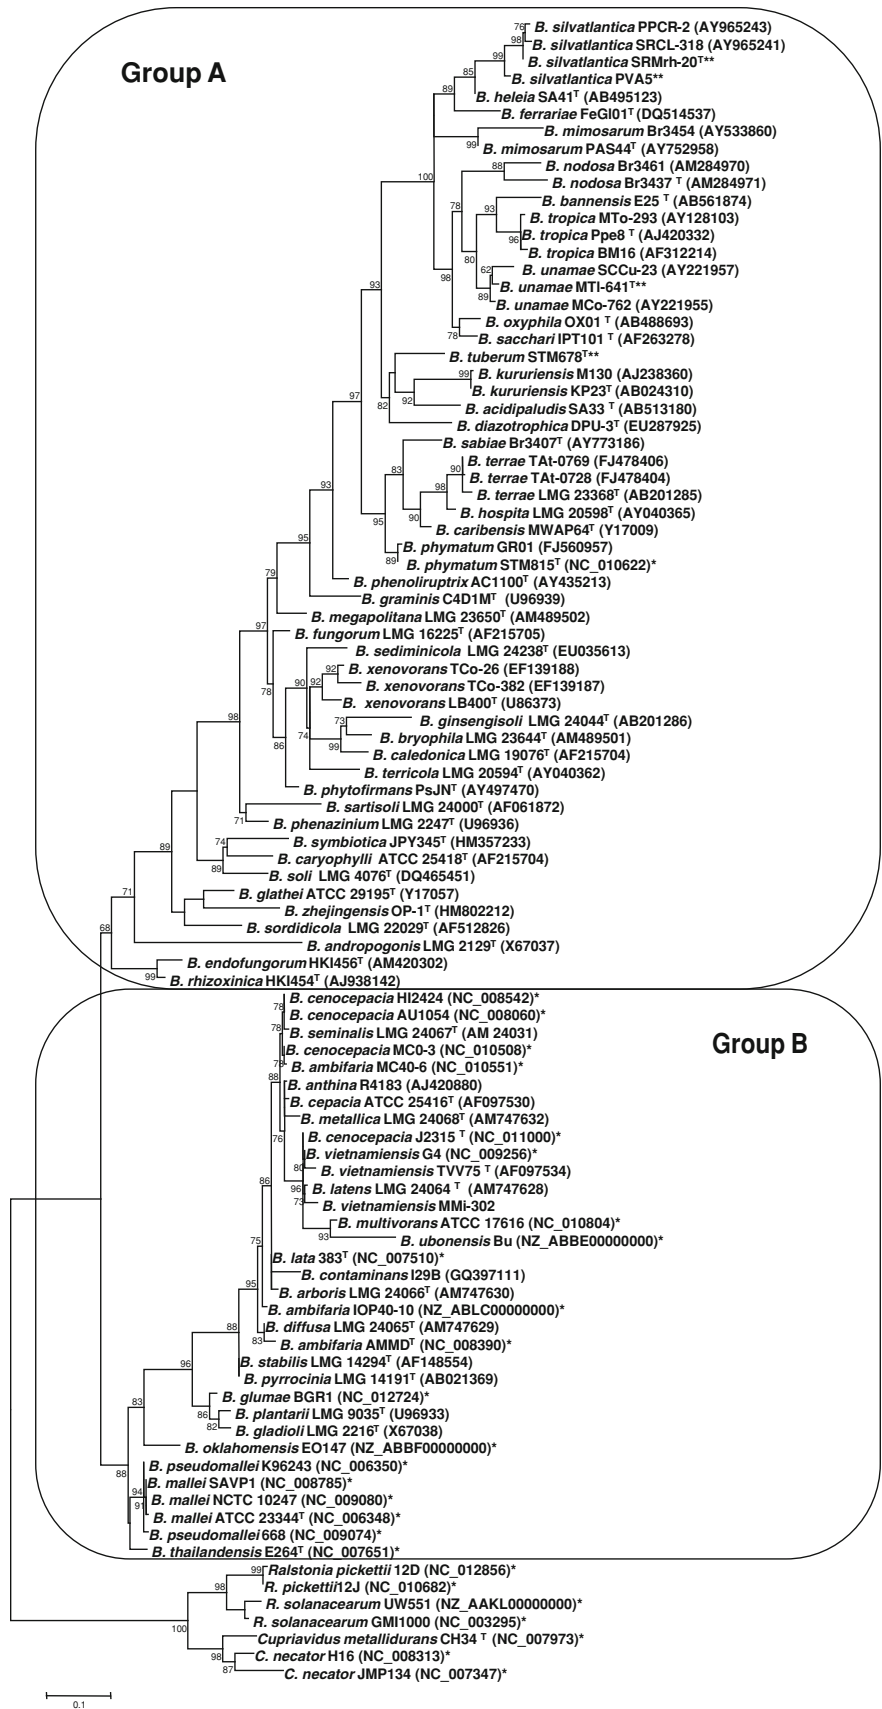 Group A
B. silvatlantica PPCR-2 (AY965243)
B. silvatlantica SRCL-318 (AY965241)
B. silvatlantica SRMrh-20T**
B. silvatlantica PVA5**
B. heleia SA41T (AB495123)
B. ferrariae FeGl01T (DQ514537)
B. mimosarum Br3454 (AY533860)
B. mimosarum PAS44T (AY752958)
B. nodosa Br3461 (AM284970)
B. nodosa Br3437 T (AM284971)
B. bannensis E25 T (AB561874)
B. tropica MTo-293 (AY128103)
B. tropica Ppe8 T (AJ420332)
B. tropica BM16 (AF312214)
B. unamae SCCu-23 (AY221957)
B. unamae MTl-641T**
B. unamae MCo-762 (AY221955)
B. oxyphila OX01 T (AB488693)
B. sacchari IPT101 T (AF263278)
B. tuberum STM678T**
B. kururiensis M130 (AJ238360)
B. kururiensis KP23T (AB024310)
B. acidipaludis SA33 T (AB513180)
B. diazotrophica DPU-3T (EU287925)
B. sabiae Br3407T (AY773186)
B. terrae TAt-0769 (FJ478406)
B. terrae TAt-0728 (FJ478404)
B. terrae LMG 23368T (AB201285)
B. hospita LMG 20598T (AY040365)
B. caribensis MWAP64T (Y17009)
B. phymatum GR01 (FJ560957)
B. phymatum STM815T (NC_010622)*
B. phenoliruptrix AC1100T (AY435213)
B. graminis C4D1MT (U96939)
B. megapolitana LMG 23650T (AM489502)
B. fungorum LMG 16225T (AF215705)
B. sediminicola LMG 24238T (EU035613)
B. xenovorans TCo-26 (EF139188)
B. xenovorans TCo-382 (EF139187)
B. xenovorans LB400T (U86373)
B. ginsengisoli LMG 24044T (AB201286)
B. bryophila LMG 23644T (AM489501)
B. caledonica LMG 19076T (AF215704)
B. terricola LMG 20594T (AY040362)
B. phytofirmans PsJNT (AY497470)
B. sartisoli LMG 24000T (AF061872)
B. phenazinium LMG 2247T (U96936)
B. symbiotica JPY345T (HM357233)
B. caryophylli ATCC 25418T (AF215704)
B. soli LMG 4076T (DQ465451)
B. glathei ATCC 29195T (Y17057)
B. zhejingensis OP-1T (HM802212)
B. sordidicola LMG 22029T (AF512826)
B. andropogonis LMG 2129T (X67037)
B. endofungorum HKI456T (AM420302)
B. rhizoxinica HKI454T (AJ938142)
Group B
B. cenocepacia HI2424 (NC_008542)*
B. cenocepacia AU1054 (NC_008060)*
B. seminalis LMG 24067T (AM 24031)
B. cenocepacia MC0-3 (NC_010508)*
B. ambifaria MC40-6 (NC_010551)*
B. anthina R4183 (AJ420880)
B. cepacia ATCC 25416T (AF097530)
B. metallica LMG 24068T (AM747632)
B. cenocepacia J2315 T (NC_011000)*
B. vietnamiensis G4 (NC_009256)*
B. vietnamiensis TVV75 T (AF097534)
B. latens LMG 24064 T (AM747628)
B. vietnamiensis MMi-302
B. multivorans ATCC 17616 (NC_010804)*
B. ubonensis Bu (NZ_ABBE00000000)*
B. lata 383T (NC_007510)*
B. contaminans I29B (GQ397111)
B. arboris LMG 24066T (AM747630)
B. ambifaria IOP40-10 (NZ_ABLC00000000)*
B. diffusa LMG 24065T (AM747629)
B. ambifaria AMMDT (NC_008390)*
B. stabilis LMG 14294T (AF148554)
B. pyrrocinia LMG 14191T (AB021369)
B. glumae BGR1 (NC_012724)*
B. plantarii LMG 9035T (U96933)
B. gladioli LMG 2216T (X67038)
B. oklahomensis EO147 (NZ_ABBF00000000)*
B. pseudomallei K96243 (NC_006350)*
B. mallei SAVP1 (NC_008785)*
B. mallei NCTC 10247 (NC_009080)*
B. mallei ATCC 23344T (NC_006348)*
B. pseudomallei 668 (NC_009074)*
B. thailandensis E264T (NC_007651)*
Ralstonia pickettii 12D (NC_012856)*
R. pickettii12J (NC_010682)*
R. solanacearum UW551 (NZ_AAKL00000000)*
R. solanacearum GMI1000 (NC_003295)*
Cupriavidus metallidurans CH34 T (NC_007973)*
C. necator H16 (NC_008313)*
C. necator JMP134 (NC_007347)*
0.1